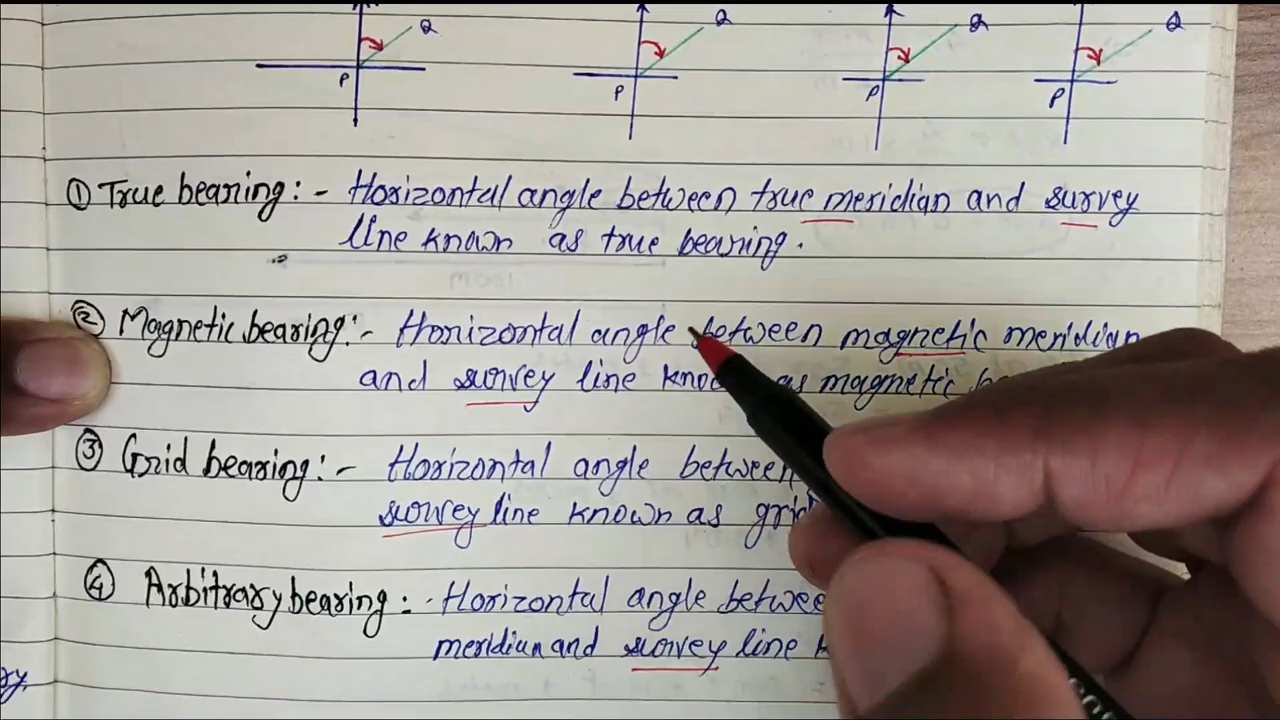 Q Q Q Q
P P P P
① True bearing:- Horizontal angle between true meridian and survey
line known as true bearing.
② Magnetic bearing:- Horizontal angle between magnetic meridian
and survey line as magnetic
③ Grid bearing:- Horizontal angle between
survey line known as
④ Arbitrary bearing:- Horizontal angle
meridian and survey line